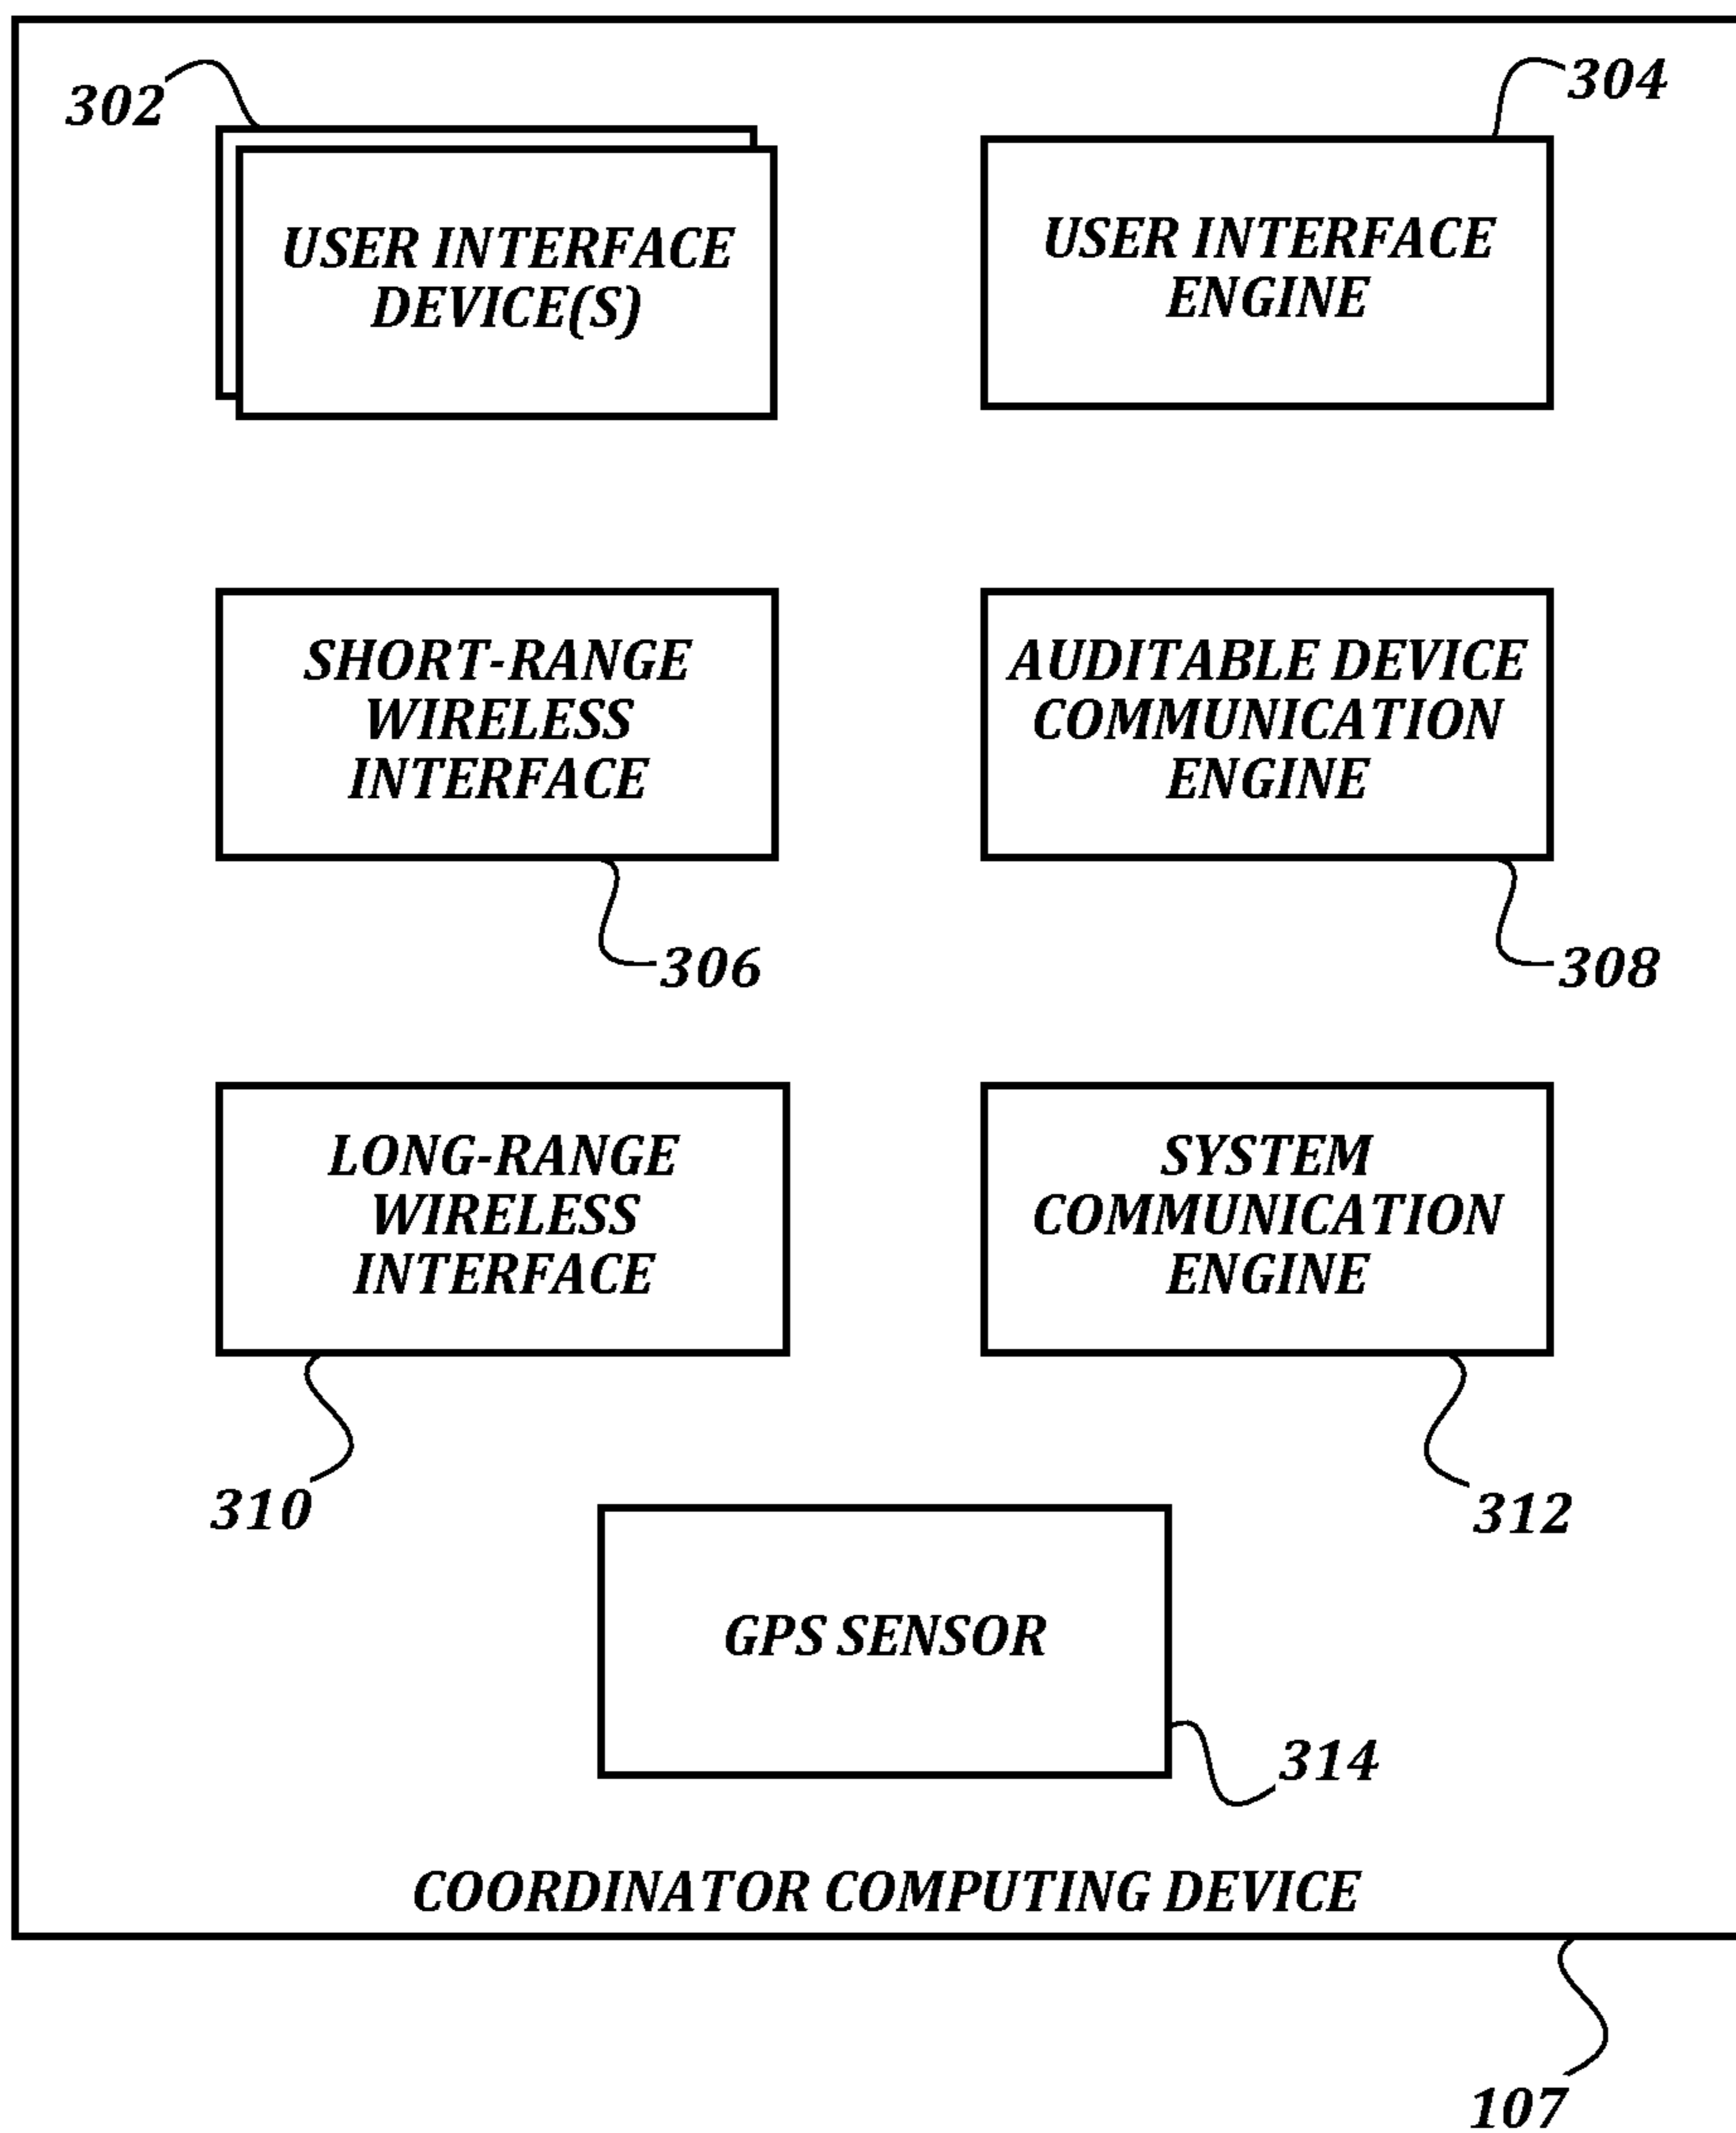 302
304
USER INTERFACE
DEVICE(S)
USER INTERFACE
ENGINE
SHORT-RANGE
WIRELESS
INTERFACE
AUDITABLE DEVICE
COMMUNICATION
ENGINE
306
308
LONG-RANGE
WIRELESS
INTERFACE
SYSTEM
COMMUNICATION
ENGINE
310
312
GPS SENSOR
314
COORDINATOR COMPUTING DEVICE
107